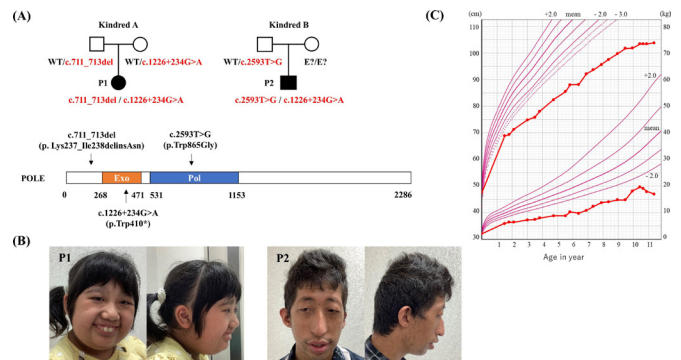 (A)
Kindred A
Kindred B
WT/c.711_713del
WT/c.1226+234G>A
WT/c.2593T>G
E?/E?
P1
P2
c.711_713del / c.1226+234G>A
c.2593T>G / c.1226+234G>A
c.711_713del
(p. Lys237_Ile238delinsAsn)
c.2593T>G
(p.Trp865Gly)
POLE
Exo
Pol
0
268
471
531
1153
2286
c.1226+234G>A
(p.Trp410*)
(B)
P1
P2
(C)
(cm)
(kg)
+2.0
mean
- 2.0
- 3.0
110
100
90
80
70
60
50
40
30
80
70
60
50
40
30
20
10
0
+2.0
mean
- 2.0
1
2
3
4
5
6
7
8
9
10
11
Age in year